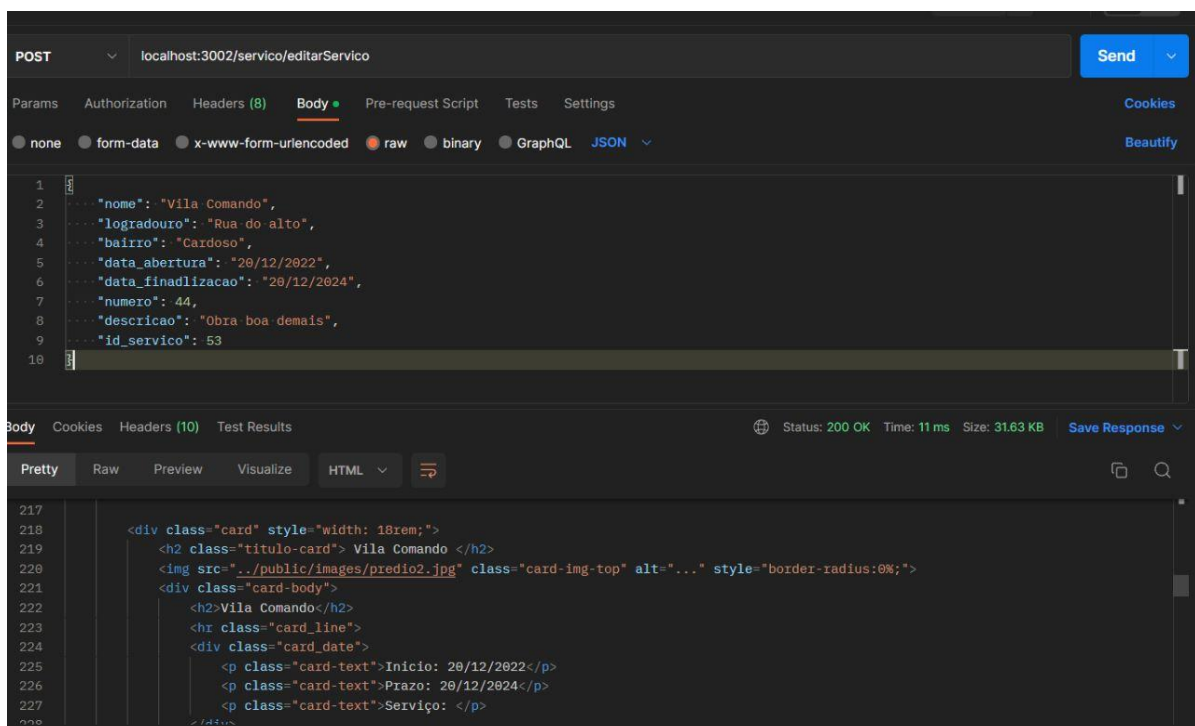 POST localhost:3002/servico/editarServico Send
Params Authorization Headers (8) Body Pre-request Script Tests Settings Cookies
none form-data x-www-form-urlencoded raw binary GraphQL JSON Beautify
1 {
2 "nome": "Vila Comando",
3 "logradouro": "Rua do alto",
4 "bairro": "Cardoso",
5 "data_abertura": "20/12/2022",
6 "data_finadlizacao": "20/12/2024",
7 "numero": 44,
8 "descricao": "Obra boa demais",
9 "id_servico": 53
10 }
Body Cookies Headers (10) Test Results Status: 200 OK Time: 11 ms Size: 31.63 KB Save Response
Pretty Raw Preview Visualize HTML
217
218 <div class="card" style="width: 18rem;">
219 <h2 class="titulo-card"> Vila Comando </h2>
220 <img src="../public/images/predio2.jpg" class="card-img-top" alt="..." style="border-radius:0%;">
221 <div class="card-body">
222 <h2>Vila Comando</h2>
223 <hr class="card_line">
224 <div class="card_date">
225 <p class="card-text">Inicio: 20/12/2022</p>
226 <p class="card-text">Prazo: 20/12/2024</p>
227 <p class="card-text">Serviço: </p>
228 </div>